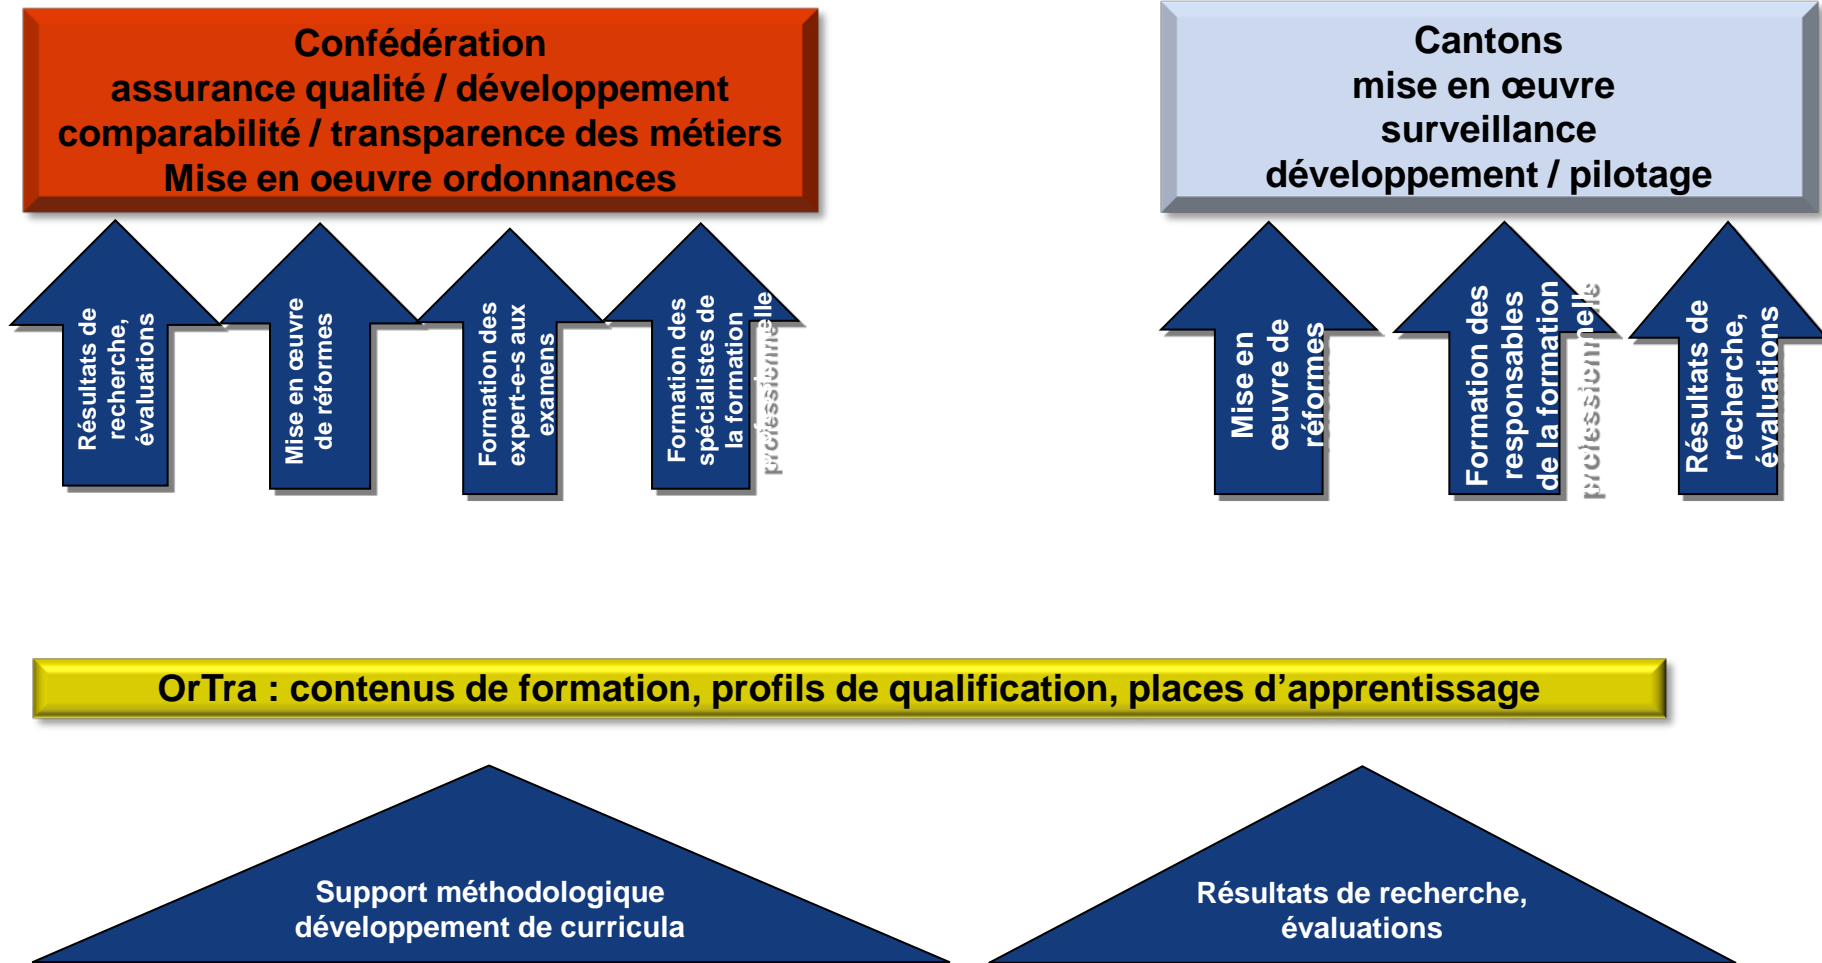 Confédération
assurance qualité / développement
comparabilité / transparence des métiers
Mise en oeuvre ordonnances
Cantons
mise en œuvre
surveillance
développement / pilotage
Résultats de
recherche,
évaluations
Mise en œuvre
de réformes
Formation des
expert-e-s aux
examens
Formation des
spécialistes de
la formation
professionnelle
Mise en
œuvre de
réformes
Formation des
responsables
de la formation
professionnelle
Résultats de
recherche,
évaluations
OrTra : contenus de formation, profils de qualification, places d’apprentissage
Support méthodologique
développement de curricula
Résultats de recherche,
évaluations